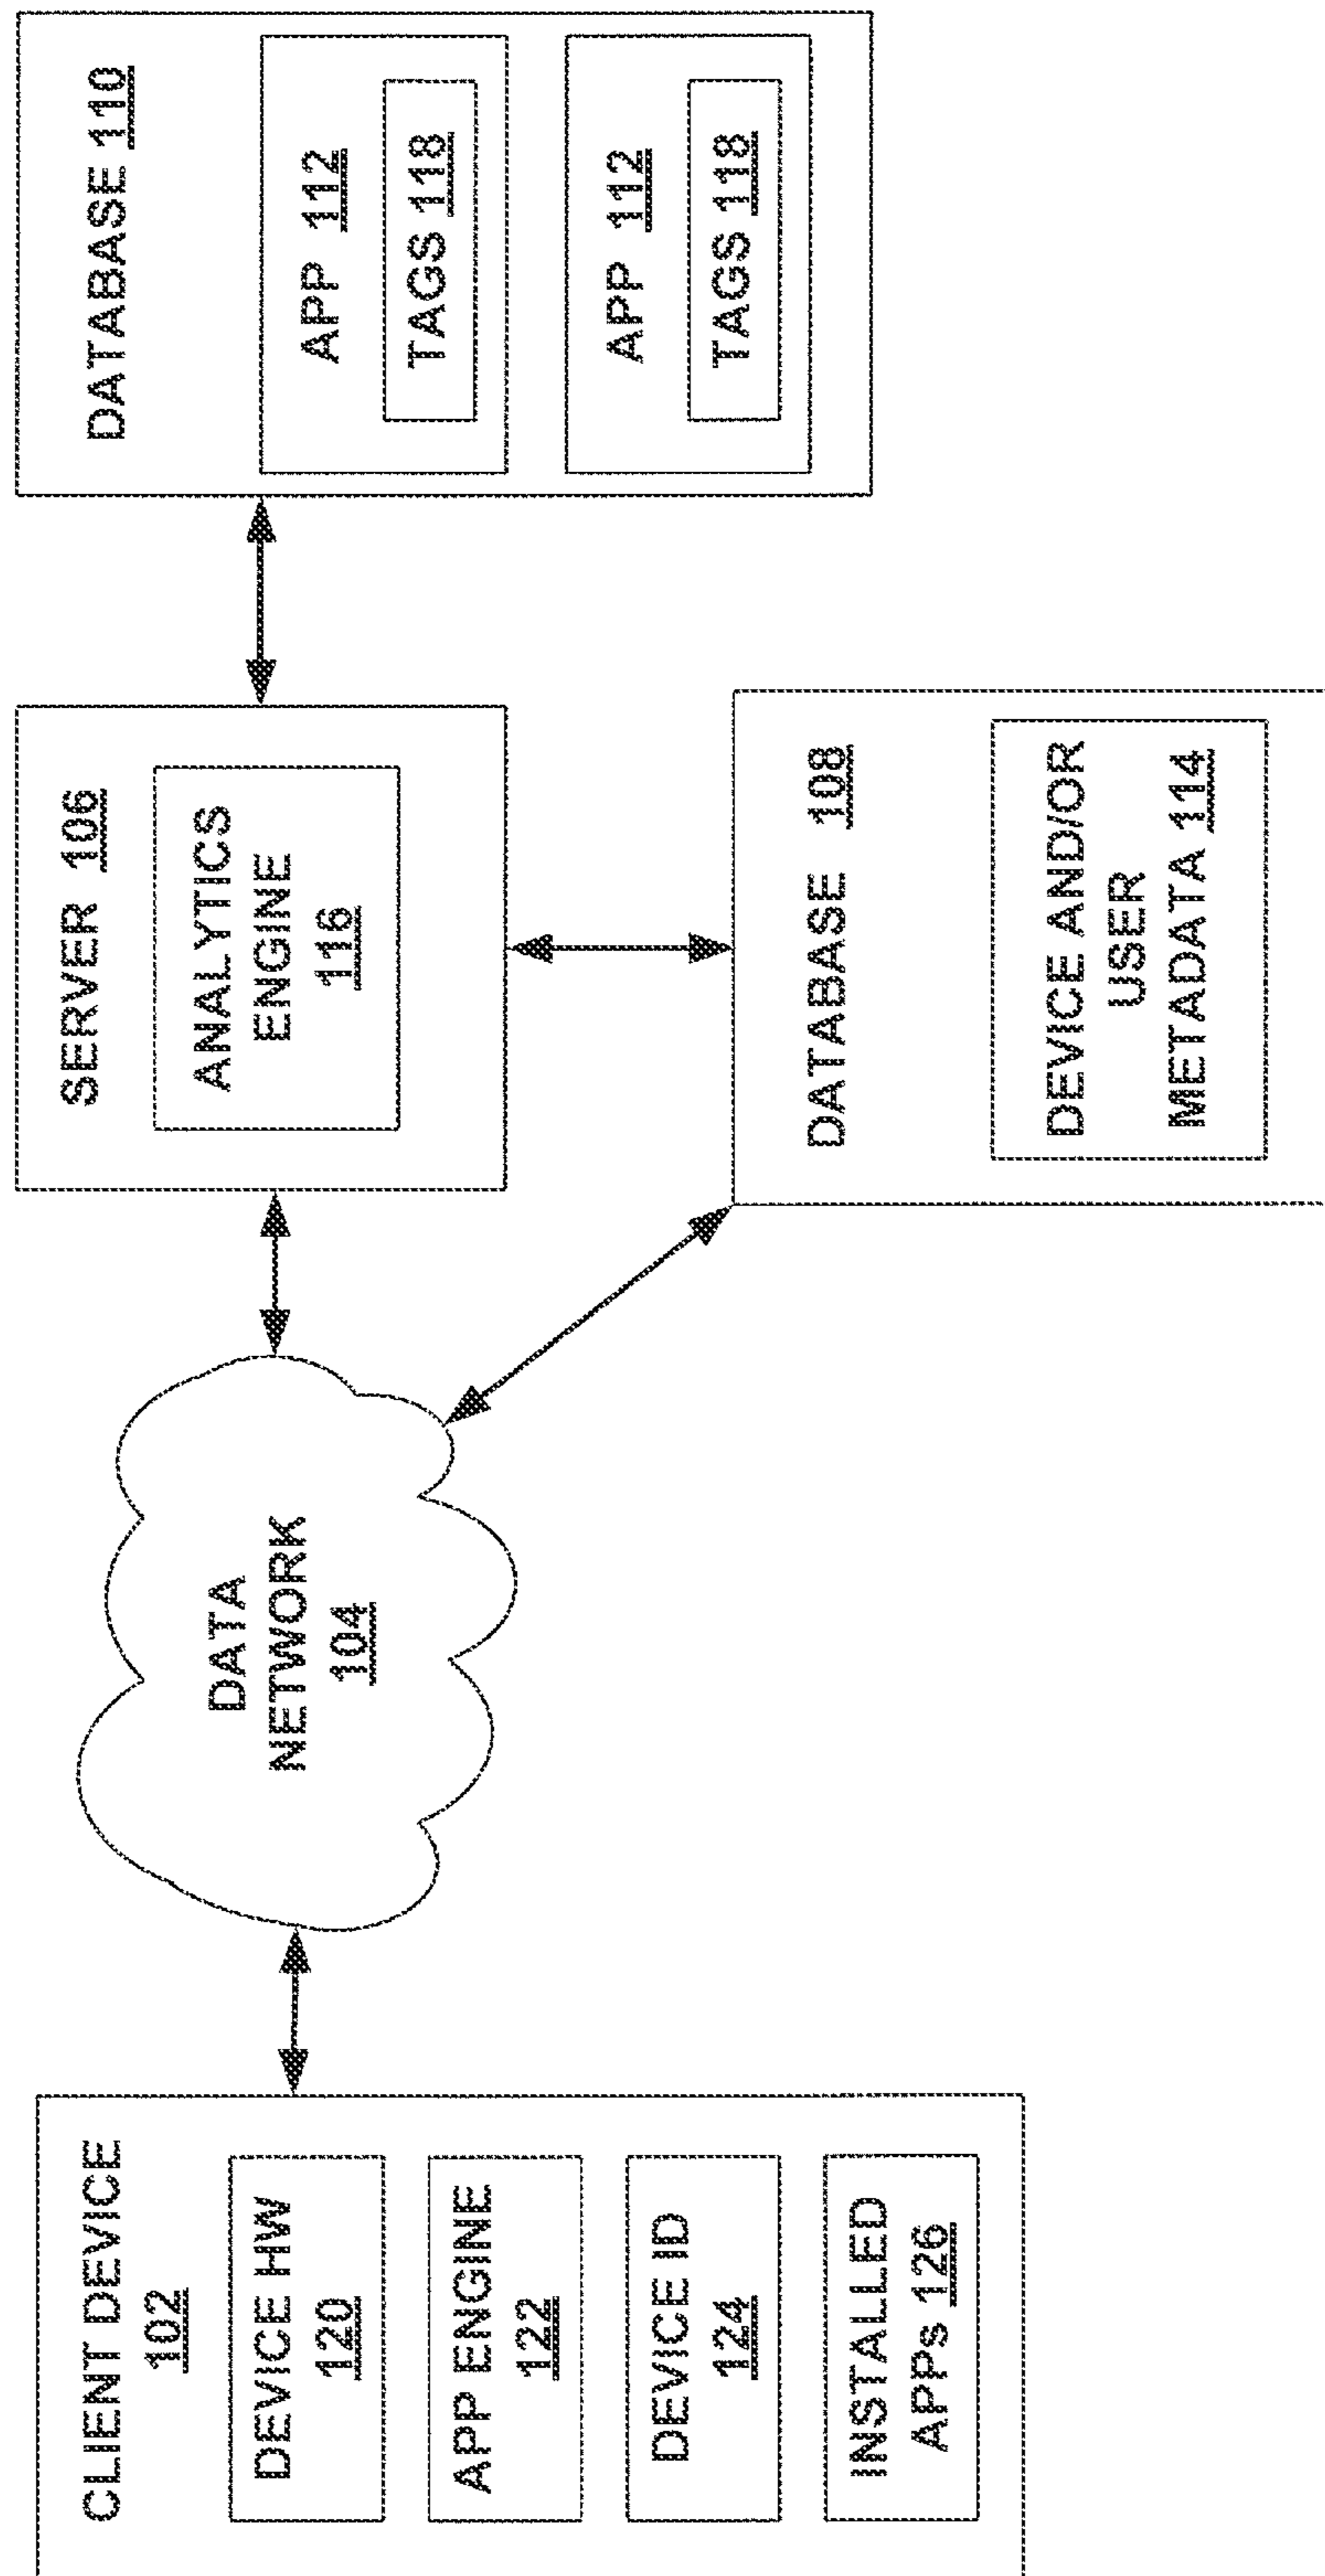 CLIENT DEVICE
102
DEVICE HW
120
APP ENGINE
122
DEVICE ID
124
INSTALLED
APPs 126
DATA
NETWORK
104
SERVER 106
ANALYTICS
ENGINE
116
DATABASE 108
DEVICE AND/OR
USER
METADATA 114
DATABASE 110
APP 112
TAGS 118
APP 112
TAGS 118